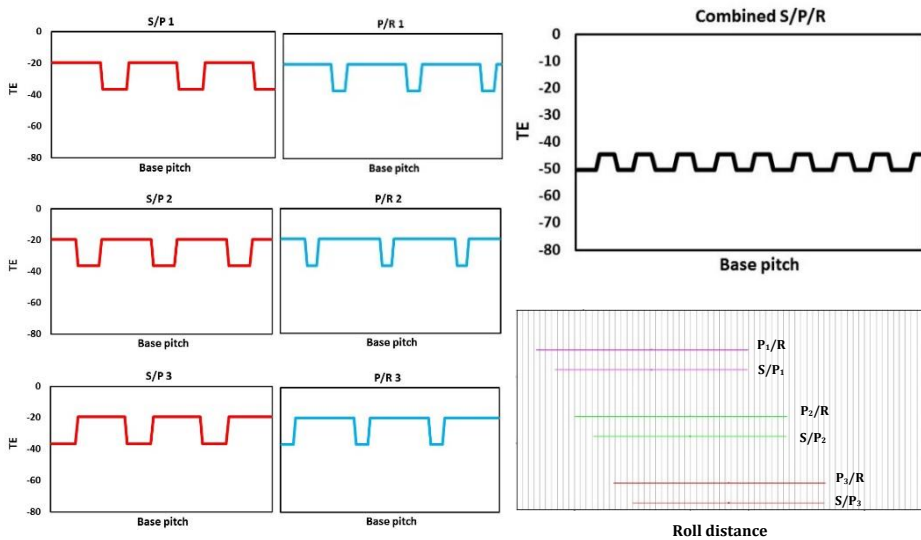 S/P 1
0
-20
-40
-60
-80
TE
Base pitch
P/R 1
Base pitch
S/P 2
0
-20
-40
-60
-80
TE
Base pitch
P/R 2
Base pitch
S/P 3
0
-20
-40
-60
-80
TE
Base pitch
P/R 3
Base pitch
Combined S/P/R
0
-10
-20
-30
-40
-50
-60
-70
-80
TE
Base pitch
P₁/R
S/P₁
P₂/R
S/P₂
P₃/R
S/P₃
Roll distance